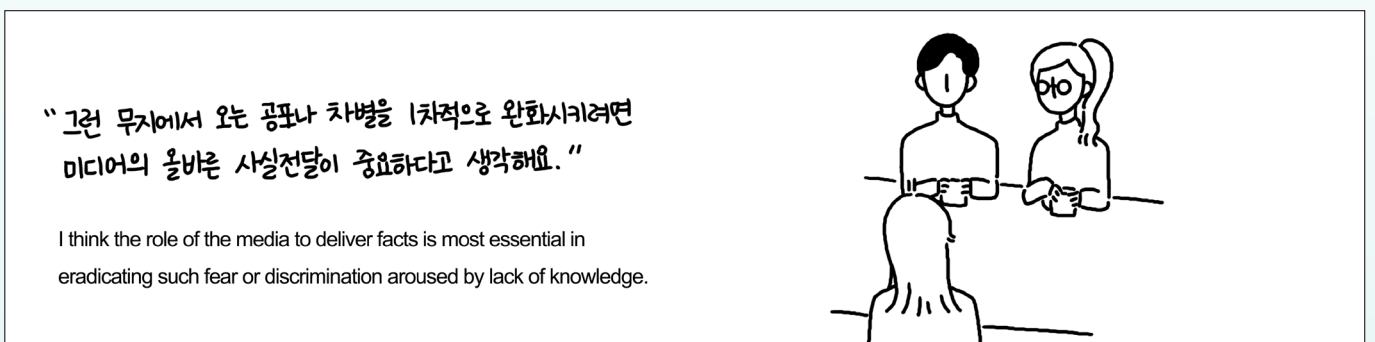 “그런 무지에서 오는 공포나 차별을 1차적으로 완화시키려면
미디어의 올바른 사실전달이 중요하다고 생각해요.”
I think the role of the media to deliver facts is most essential in
eradicating such fear or discrimination aroused by lack of knowledge.